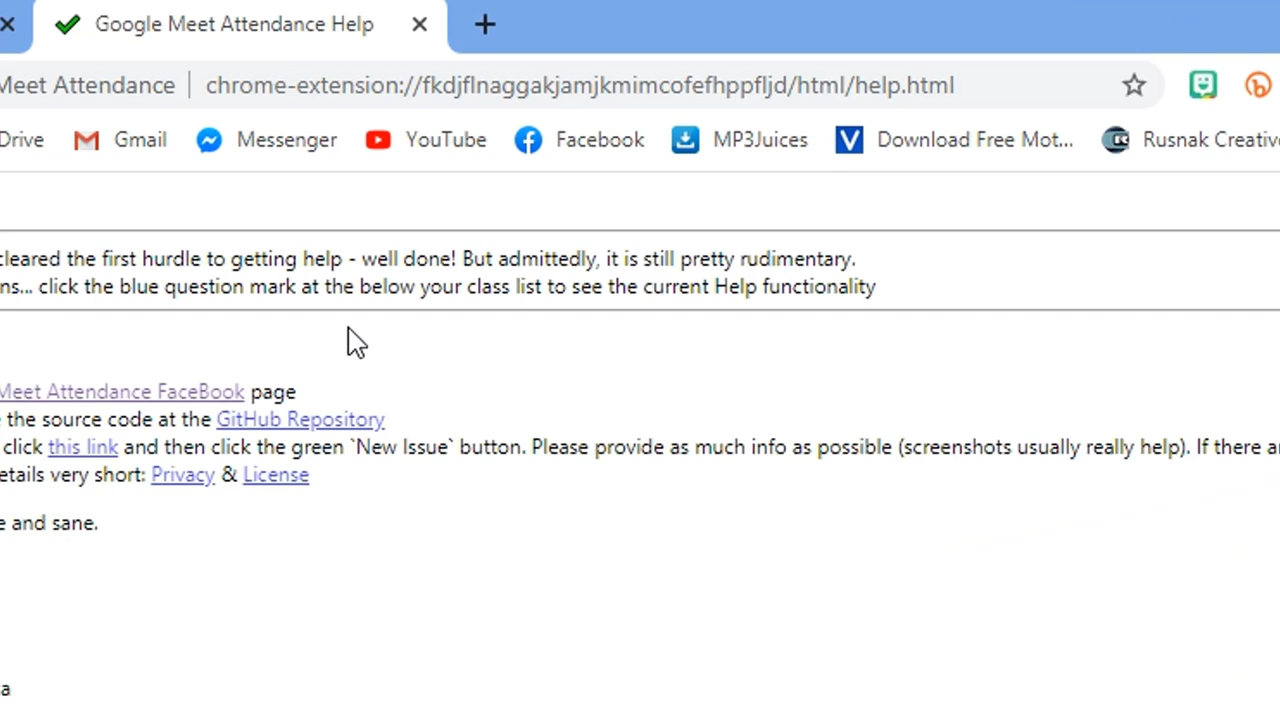 Google Meet Attendance Help
Meet Attendance | chrome-extension://fkdjflnaggakjamjkmimcofefhppfljd/html/help.html
Drive Gmail Messenger YouTube Facebook MP3Juices Download Free Mot... Rusnak Creative
cleared the first hurdle to getting help - well done! But admittedly, it is still pretty rudimentary.
ns... click the blue question mark at the below your class list to see the current Help functionality
Meet Attendance FaceBook page
e the source code at the GitHub Repository
click this link and then click the green `New Issue` button. Please provide as much info as possible (screenshots usually really help). If there a
etails very short: Privacy & License
e and sane.
a